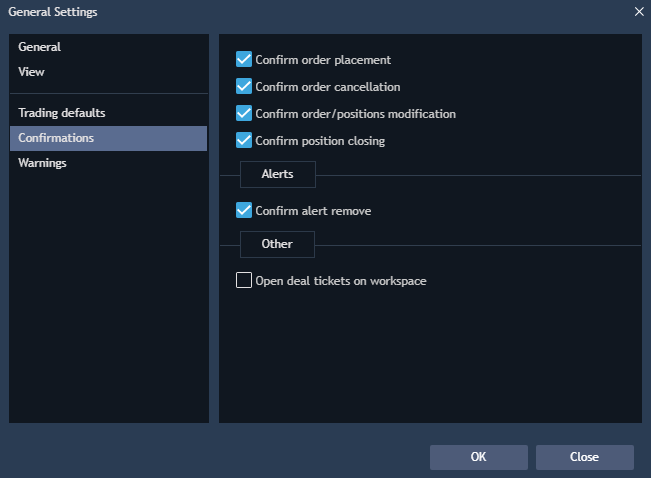 General Settings
General
View
Trading defaults
Confirmations
Warnings
Confirm order placement
Confirm order cancellation
Confirm order/positions modification
Confirm position closing
Alerts
Confirm alert remove
Other
Open deal tickets on workspace
OK
Close